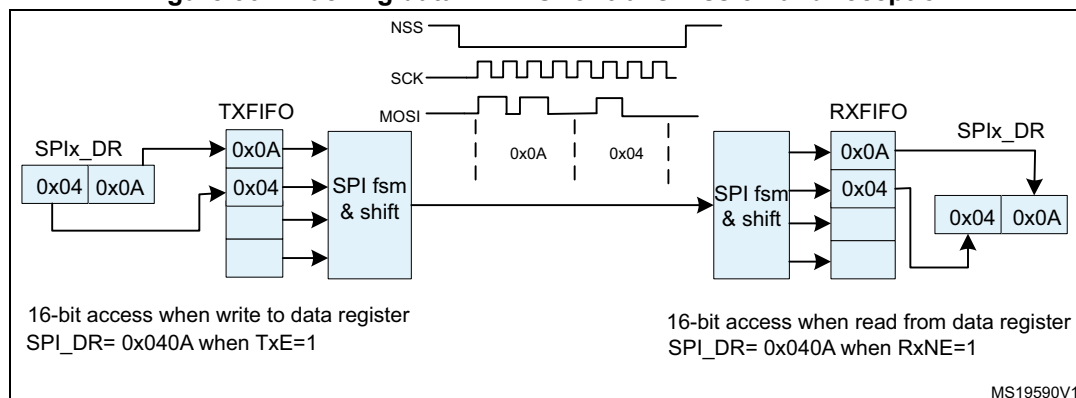 NSS
SCK
MOSI
TXFIFO
RXFIFO
SPIx_DR
SPIx_DR
0x04 0x0A
0x0A
0x04
SPI fsm
& shift
0x0A
0x04
SPI fsm
& shift
0x0A
0x04
0x04 0x0A
16-bit access when write to data register
SPI_DR= 0x040A when TxE=1
16-bit access when read from data register
SPI_DR= 0x040A when RxNE=1
MS19590V1